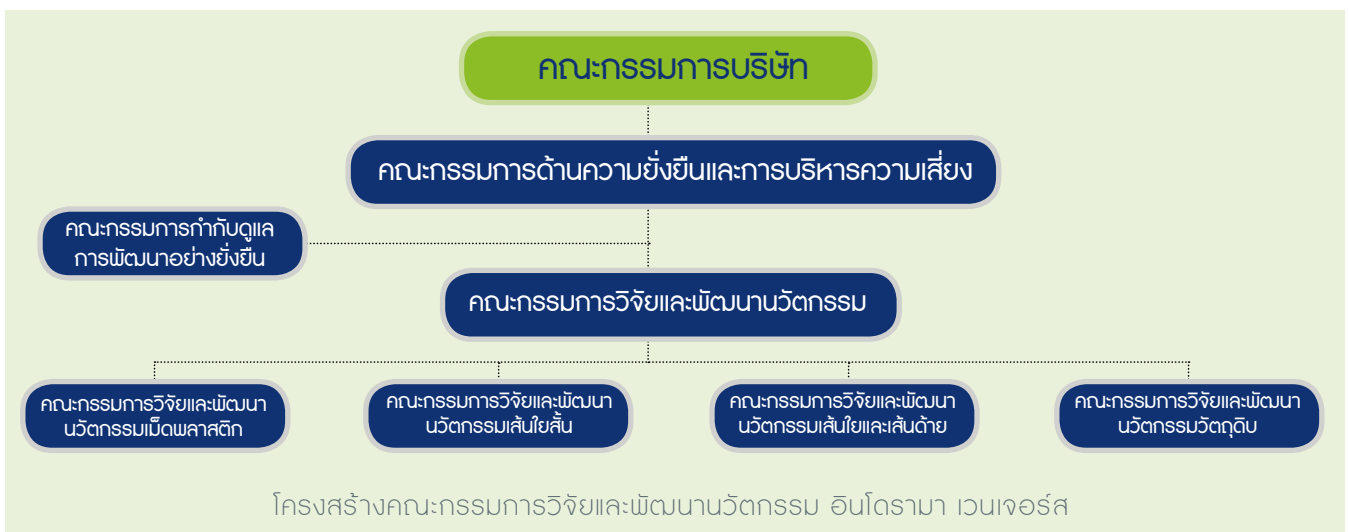 คณะกรรมการบริษัท
คณะกรรมการด้านความยั่งยืนและการบริหารความเสี่ยง
คณะกรรมการกำกับดูแล
การพัฒนาอย่างยั่งยืน
คณะกรรมการวิจัยและพัฒนานวัตกรรม
คณะกรรมการวิจัยและพัฒนา
นวัตกรรมเม็ดพลาสติก
คณะกรรมการวิจัยและพัฒนา
นวัตกรรมเส้นใยสั้น
คณะกรรมการวิจัยและพัฒนา
นวัตกรรมเส้นใยและเส้นด้าย
คณะกรรมการวิจัยและพัฒนา
นวัตกรรมวัตถุดิบ
โครงสร้างคณะกรรมการวิจัยและพัฒนานวัตกรรม อินโดรามา เวนเจอร์ส